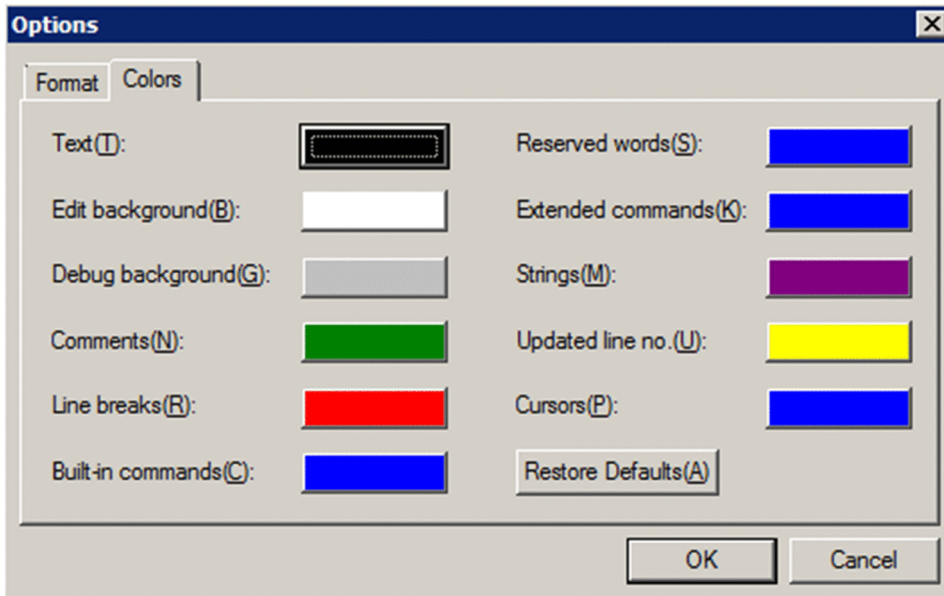 Options
Format Colors
Text(T):
Edit background(B):
Debug background(G):
Comments(N):
Line breaks(R):
Built-in commands(C):
Reserved words(S):
Extended commands(K):
Strings(M):
Updated line no.(U):
Cursors(P):
Restore Defaults(A)
OK Cancel